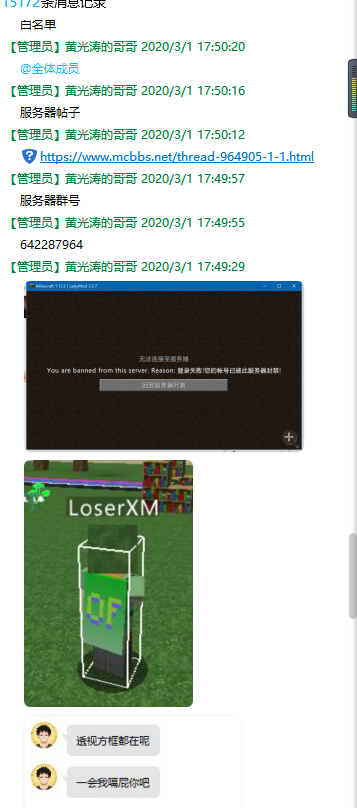 15172条消息记录
白名单
【管理员】黄光涛的哥哥 2020/3/1 17:50:20
@全体成员
【管理员】黄光涛的哥哥 2020/3/1 17:50:16
服务器帖子
【管理员】黄光涛的哥哥 2020/3/1 17:50:12
https://www.mcbbs.net/thread-964905-1-1.html
【管理员】黄光涛的哥哥 2020/3/1 17:49:57
服务器群号
【管理员】黄光涛的哥哥 2020/3/1 17:49:55
642287964
【管理员】黄光涛的哥哥 2020/3/1 17:49:29
Minecraft 1.12.2 | LabyMod 3.5.7
无法连接至服务器
You are banned from this server. Reason: 登录失败!您的帐号已被此服务器封禁!
回到服务器列表
LoserXM
OF
透视方框都在呢
一会我嗝屁你吧